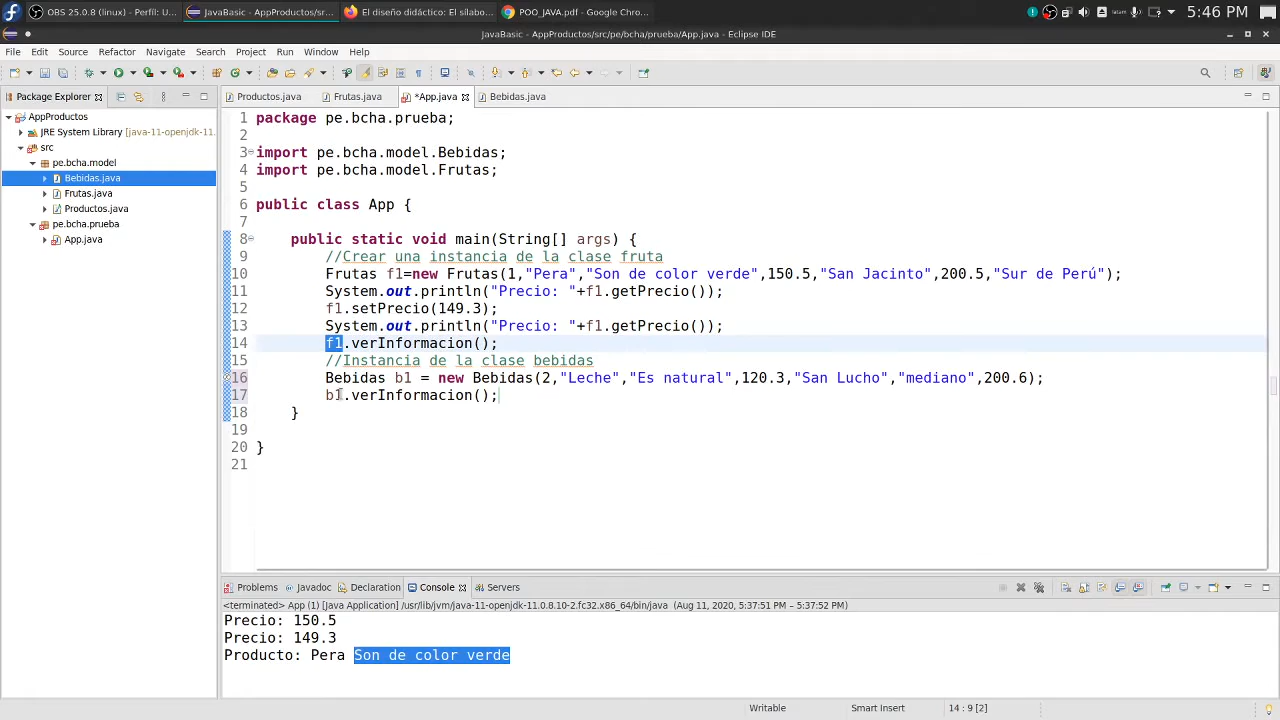 OBS 25.0.8 (linux) - Perfil: U...
JavaBasic - AppProductos/src...
El diseño didáctico: El sílabo...
POO_JAVA.pdf - Google Chro...
lat
5:46 PM
JavaBasic - AppProductos/src/pe/bcha/prueba/App.java - Eclipse IDE
File Edit Source Refactor Navigate Search Project Run Window Help
Package Explorer
Productos.java Frutas.java *App.java Bebidas.java
AppProductos
JRE System Library [java-11-openjdk-11.
src
pe.bcha.model
Bebidas.java
Frutas.java
Productos.java
pe.bcha.prueba
App.java
1 package pe.bcha.prueba;
2
3 import pe.bcha.model.Bebidas;
4 import pe.bcha.model.Frutas;
5
6 public class App {
7
8 public static void main(String[] args) {
9 //Crear una instancia de la clase fruta
10 Frutas f1=new Frutas(1,"Pera","Son de color verde",150.5,"San Jacinto",200.5,"Sur de Perú");
11 System.out.println("Precio: "+f1.getPrecio());
12 f1.setPrecio(149.3);
13 System.out.println("Precio: "+f1.getPrecio());
14 f1.verInformacion();
15 //Instancia de la clase bebidas
16 Bebidas b1 = new Bebidas(2,"Leche","Es natural",120.3,"San Lucho","mediano",200.6);
17 b1.verInformacion();
18 }
19
20 }
21
Problems Javadoc Declaration Console Servers
<terminated> App (1) [Java Application] /usr/lib/jvm/java-11-openjdk-11.0.8.10-2.fc32.x86_64/bin/java (Aug 11, 2020, 5:37:51 PM – 5:37:52 PM)
Precio: 150.5
Precio: 149.3
Producto: Pera Son de color verde
Writable Smart Insert 14 : 9 [2]